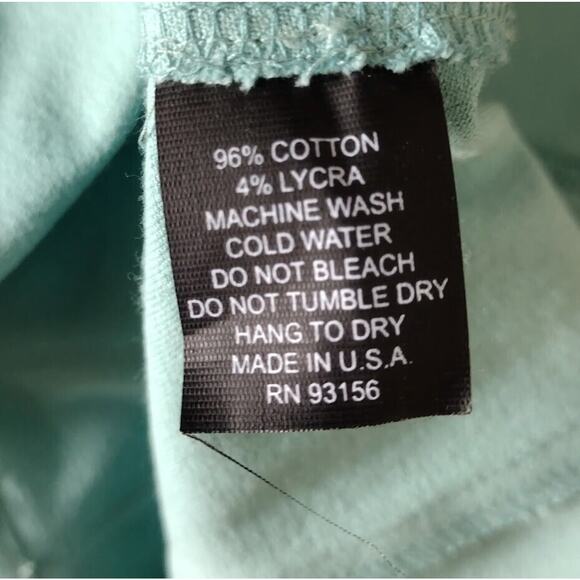 96% COTTON
4% LYCRA
MACHINE WASH
COLD WATER
DO NOT BLEACH
DO NOT TUMBLE DRY
HANG TO DRY
MADE IN U.S.A.
RN 93156